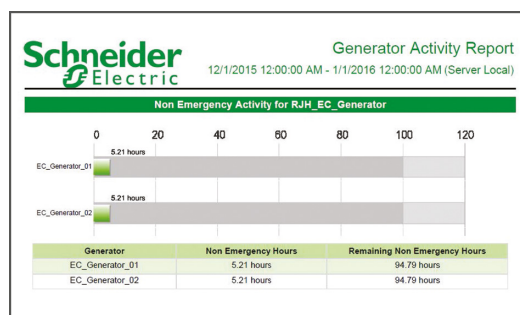 Schneider
Electric
Generator Activity Report
12/1/2015 12:00:00 AM - 1/1/2016 12:00:00 AM (Server Local)
Non Emergency Activity for RJH_EC_Generator
0 20 40 60 80 100 120
5.21 hours
EC_Generator_01
5.21 hours
EC_Generator_02
Generator Non Emergency Hours Remaining Non Emergency Hours
EC_Generator_01 5.21 hours 94.79 hours
EC_Generator_02 5.21 hours 94.79 hours